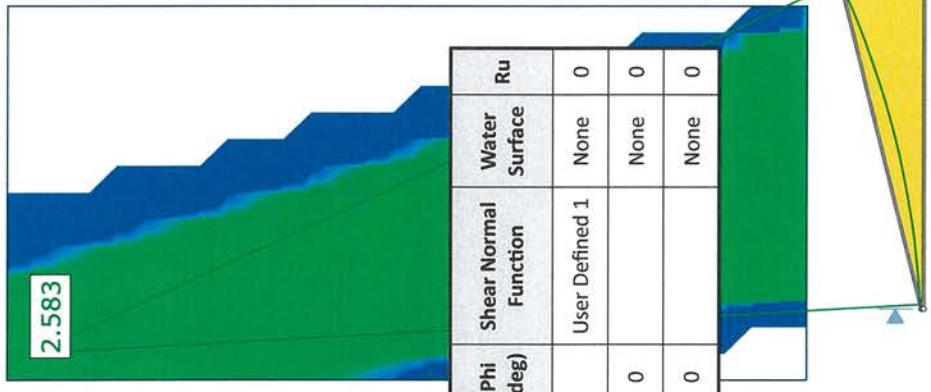 2.583
Phi Shear Normal Water Ru
deg) Function Surface
User Defined 1 None 0
0 None 0
0 None 0